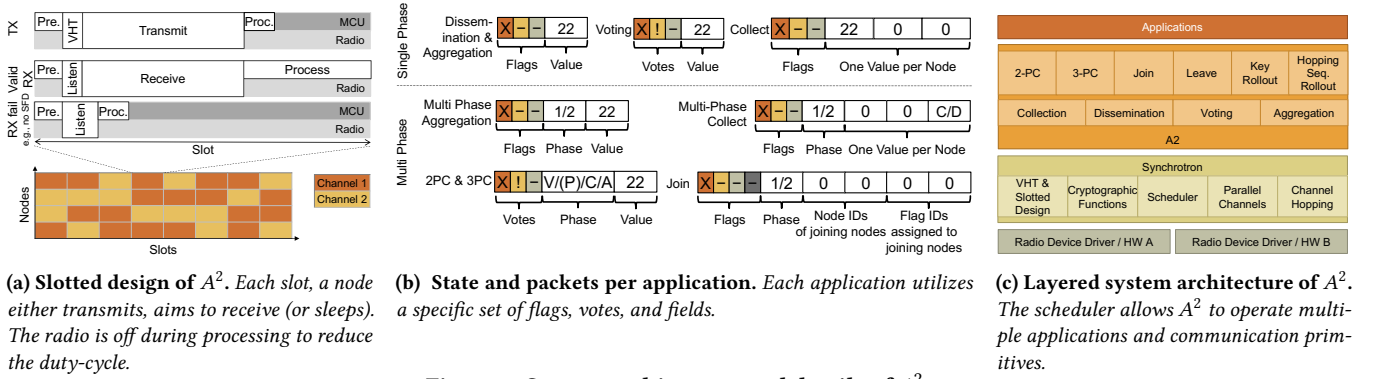 TX
Pre.
VHT
Transmit
Proc.
MCU
Radio
Valid
RX
Pre.
Listen
Receive
Process
Radio
RX fail
e.g., no SFD
Pre.
Listen
Proc.
MCU
Radio
Slot
Nodes
Channel 1
Channel 2
Slots
(a) Slotted design of A². Each slot, a node
either transmits, aims to receive (or sleeps).
The radio is off during processing to reduce
the duty-cycle.
Single Phase
Dissem-
ination &
Aggregation
X – – 22
Flags Value
Voting X ! – 22
Votes Value
Collect X – – 22 0 0
Flags One Value per Node
Multi Phase
Multi Phase
Aggregation
X – – 1/2 22
Flags Phase Value
Multi-Phase
Collect
X – – 1/2 0 0 C/D
Flags Phase One Value per Node
2PC & 3PC X ! – V/(P)/C/A 22
Votes Phase Value
Join X – – – 1/2 0 0 0 0
Flags Phase
Node IDs
of joining nodes
Flag IDs
assigned to
joining nodes
(b) State and packets per application. Each application utilizes
a specific set of flags, votes, and fields.
Applications
2-PC
3-PC
Join
Leave
Key
Rollout
Hopping
Seq.
Rollout
Collection
Dissemination
Voting
Aggregation
A2
Synchrotron
VHT &
Slotted
Design
Cryptographic
Functions
Scheduler
Parallel
Channels
Channel
Hopping
Radio Device Driver / HW A
Radio Device Driver / HW B
(c) Layered system architecture of A².
The scheduler allows A² to operate multi-
ple applications and communication prim-
itives.